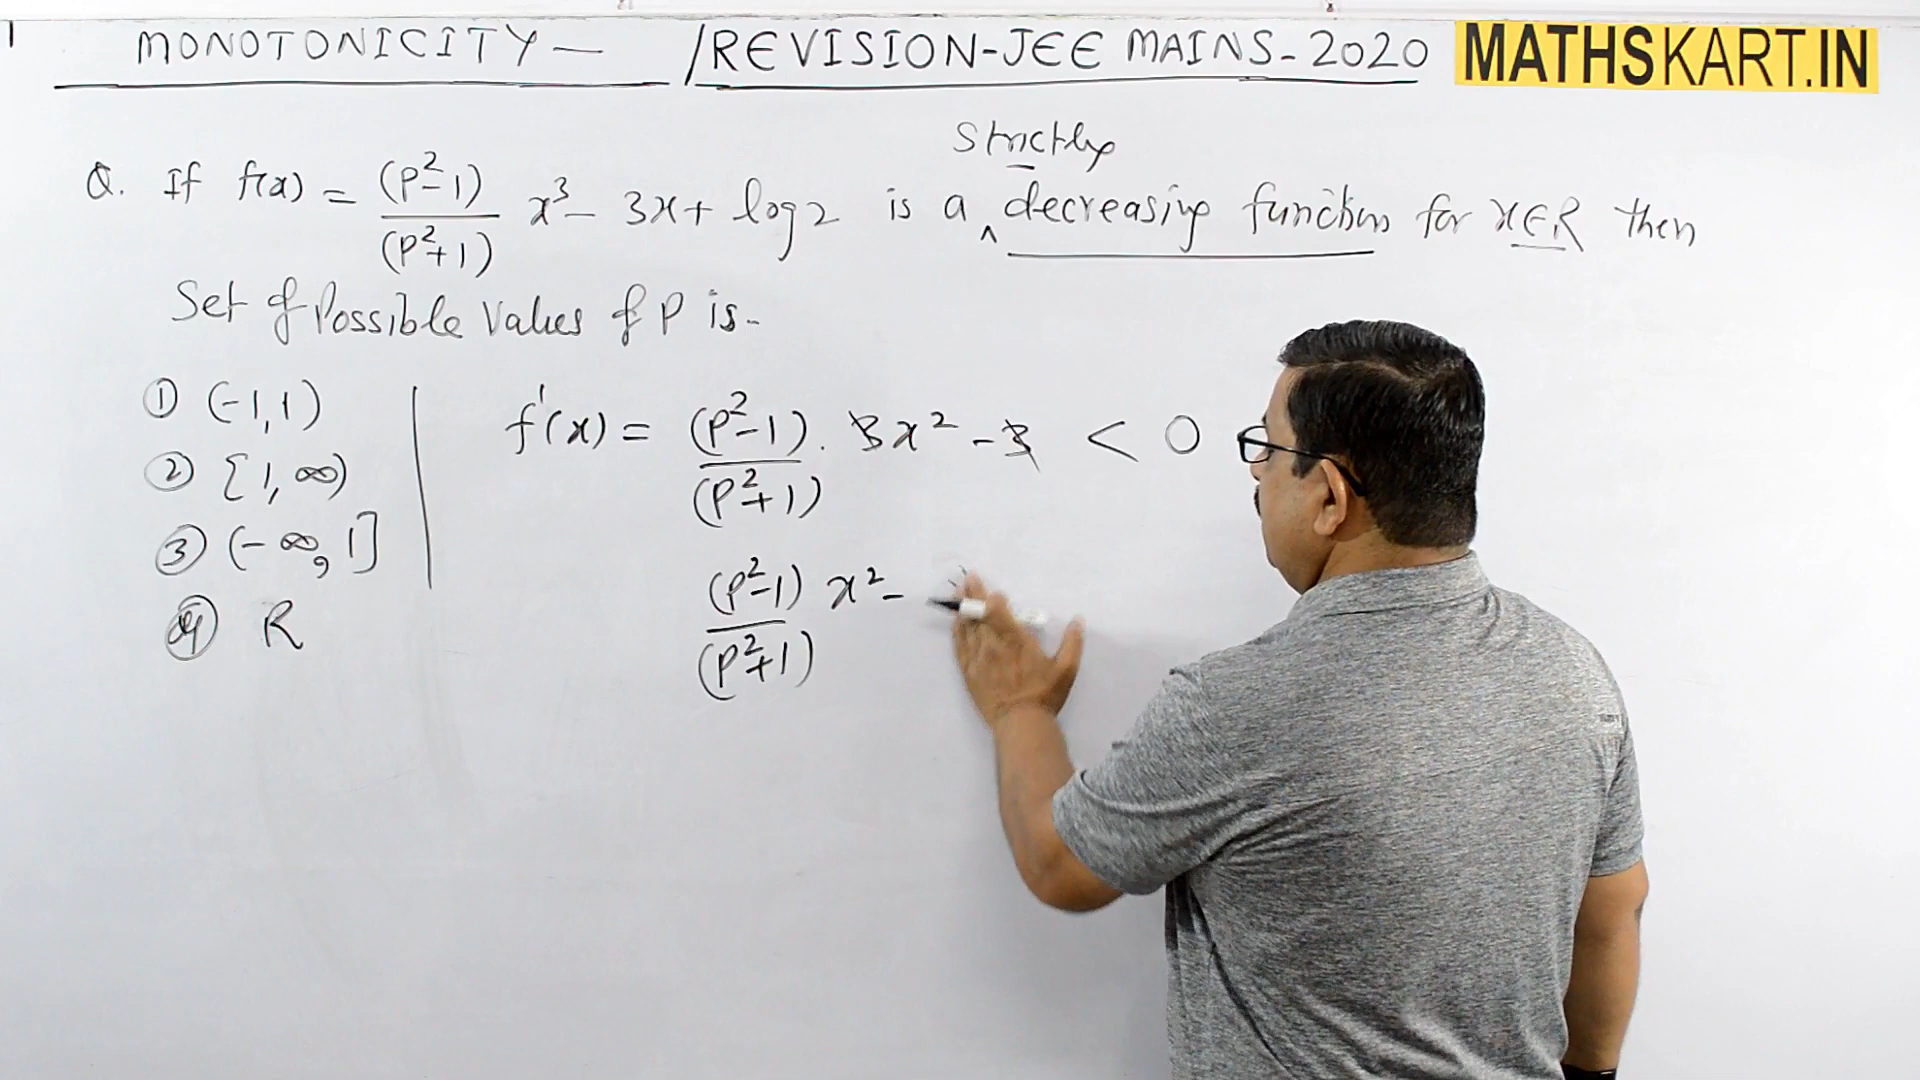 MONOTONICITY — / REVISION-JEE MAINS-2020 MATHSKART.IN
Strictly
Q. If f(x) = (P²-1)/(P²+1) x³ - 3x + log 2 is a ^ decreasing function for x∈R then
Set of Possible Values of P is-
① (-1, 1)
② [1, ∞)
③ (-∞, 1]
④ R
f'(x) = (P²-1)/(P²+1) . 3x² - 3 < 0
(P²-1)/(P²+1) x² -